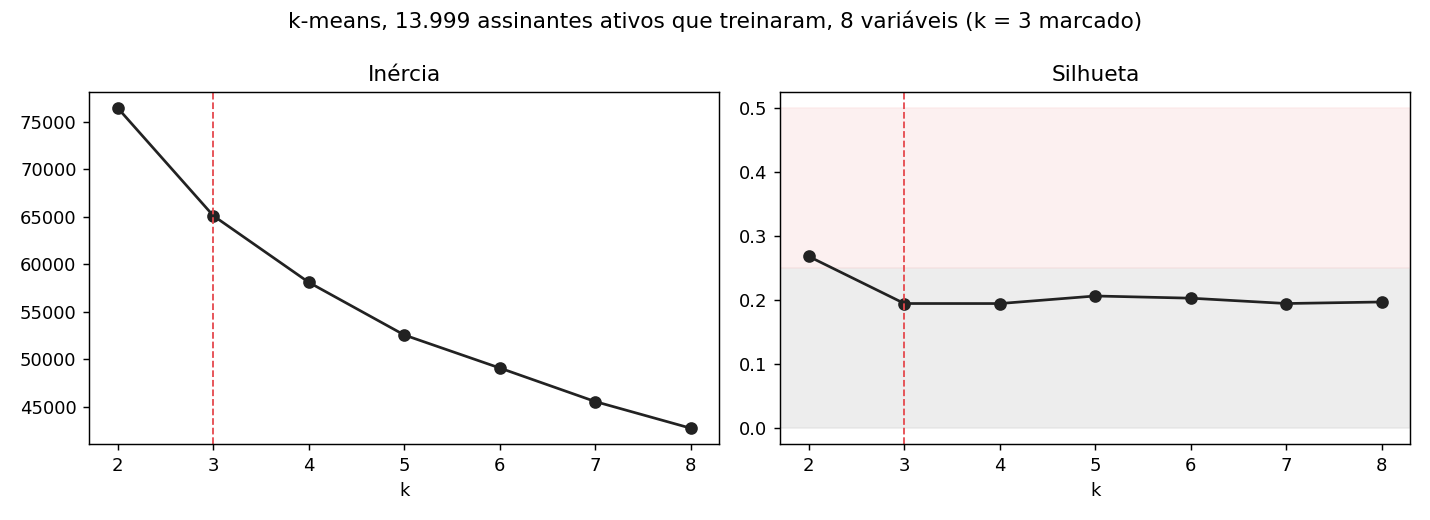 k-means, 13.999 assinantes ativos que treinaram, 8 variáveis (k = 3 marcado)
Inércia
75000
70000
65000
60000
55000
50000
45000
2 3 4 5 6 7 8
k
Silhueta
0.5
0.4
0.3
0.2
0.1
0.0
2 3 4 5 6 7 8
k